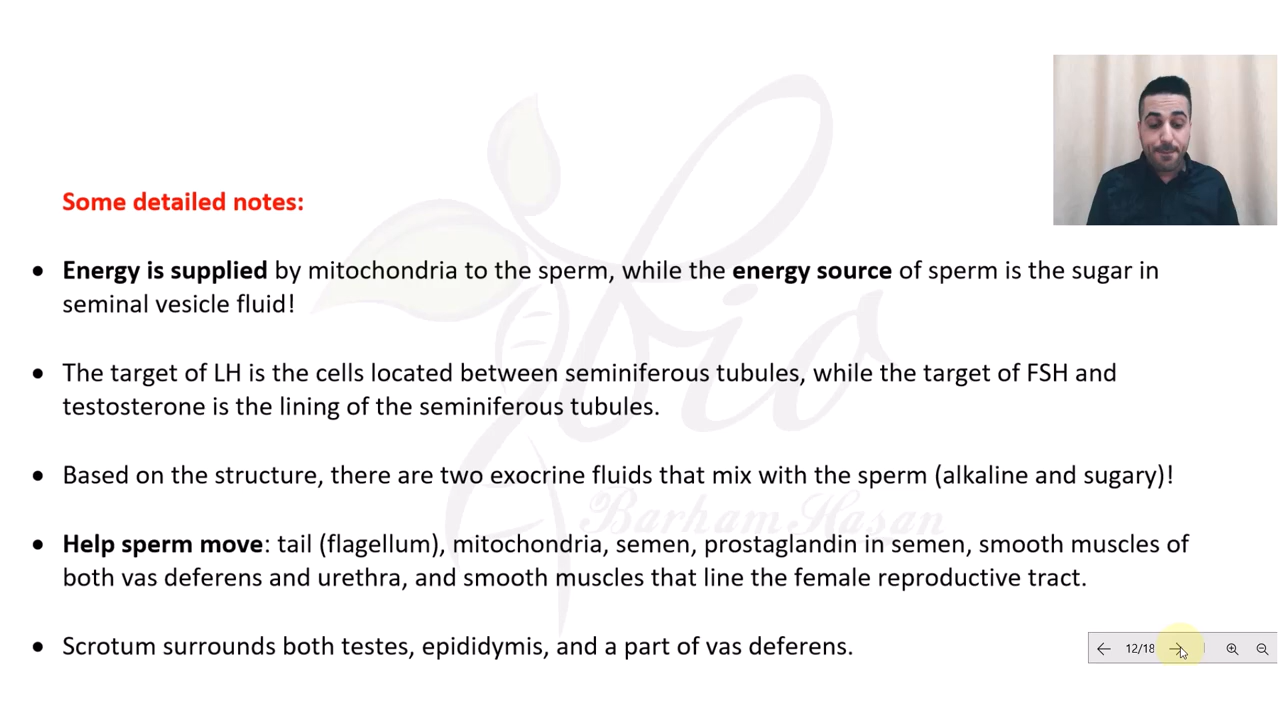 Some detailed notes:
• Energy is supplied by mitochondria to the sperm, while the energy source of sperm is the sugar in
seminal vesicle fluid!
• The target of LH is the cells located between seminiferous tubules, while the target of FSH and
testosterone is the lining of the seminiferous tubules.
• Based on the structure, there are two exocrine fluids that mix with the sperm (alkaline and sugary)!
• Help sperm move: tail (flagellum), mitochondria, semen, prostaglandin in semen, smooth muscles of
both vas deferens and urethra, and smooth muscles that line the female reproductive tract.
• Scrotum surrounds both testes, epididymis, and a part of vas deferens.
bio
Barham Hasan
12/18